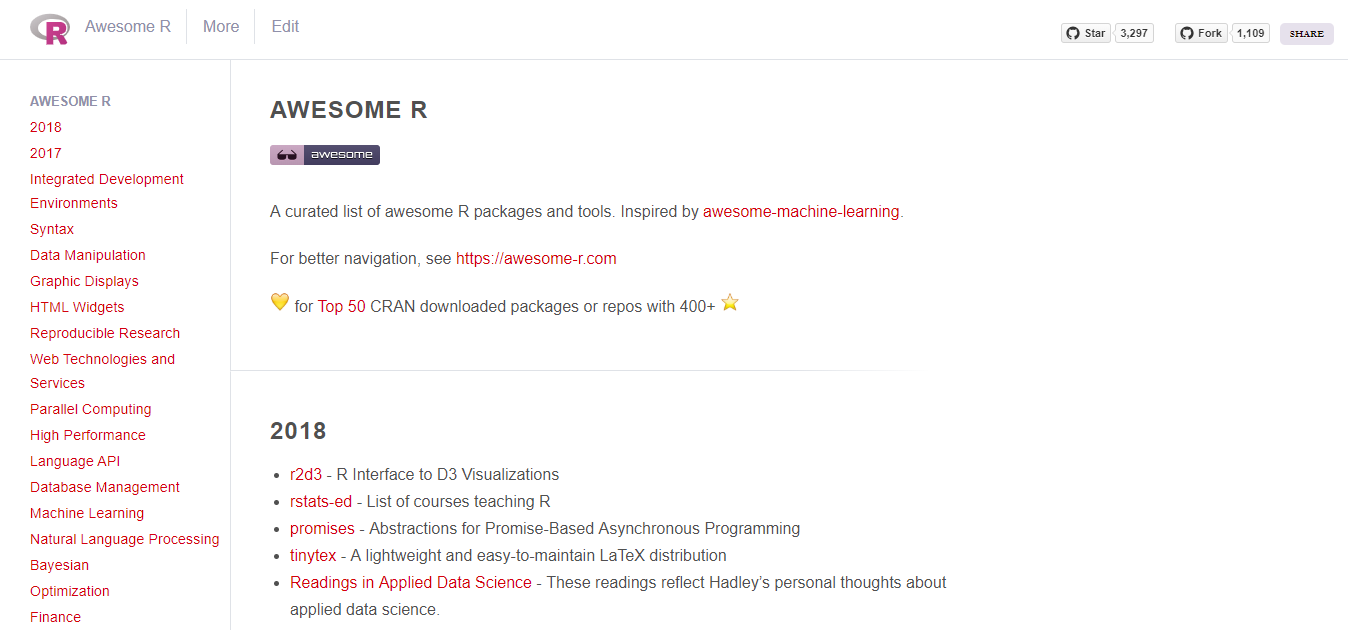 R Awesome R More Edit Star 3,297 Fork 1,109 SHARE
AWESOME R
2018
2017
Integrated Development
Environments
Syntax
Data Manipulation
Graphic Displays
HTML Widgets
Reproducible Research
Web Technologies and
Services
Parallel Computing
High Performance
Language API
Database Management
Machine Learning
Natural Language Processing
Bayesian
Optimization
Finance
AWESOME R
awesome
A curated list of awesome R packages and tools. Inspired by awesome-machine-learning.
For better navigation, see https://awesome-r.com
💛 for Top 50 CRAN downloaded packages or repos with 400+ ⭐
2018
• r2d3 - R Interface to D3 Visualizations
• rstats-ed - List of courses teaching R
• promises - Abstractions for Promise-Based Asynchronous Programming
• tinytex - A lightweight and easy-to-maintain LaTeX distribution
• Readings in Applied Data Science - These readings reflect Hadley’s personal thoughts about
applied data science.